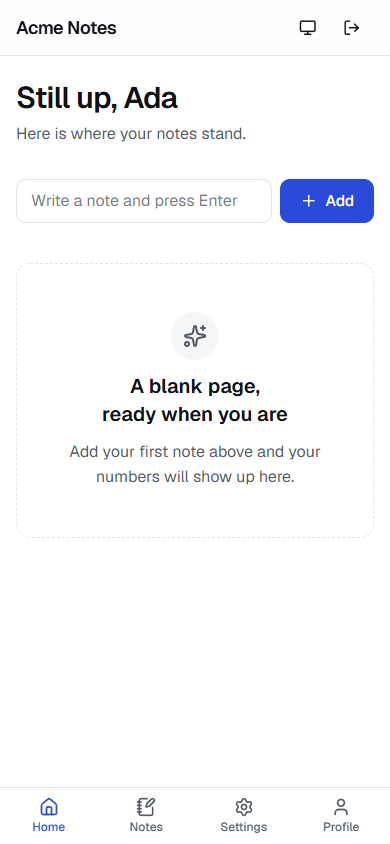 Acme Notes
Still up, Ada
Here is where your notes stand.
Write a note and press Enter
Add
A blank page,
ready when you are
Add your first note above and your
numbers will show up here.
Home
Notes
Settings
Profile